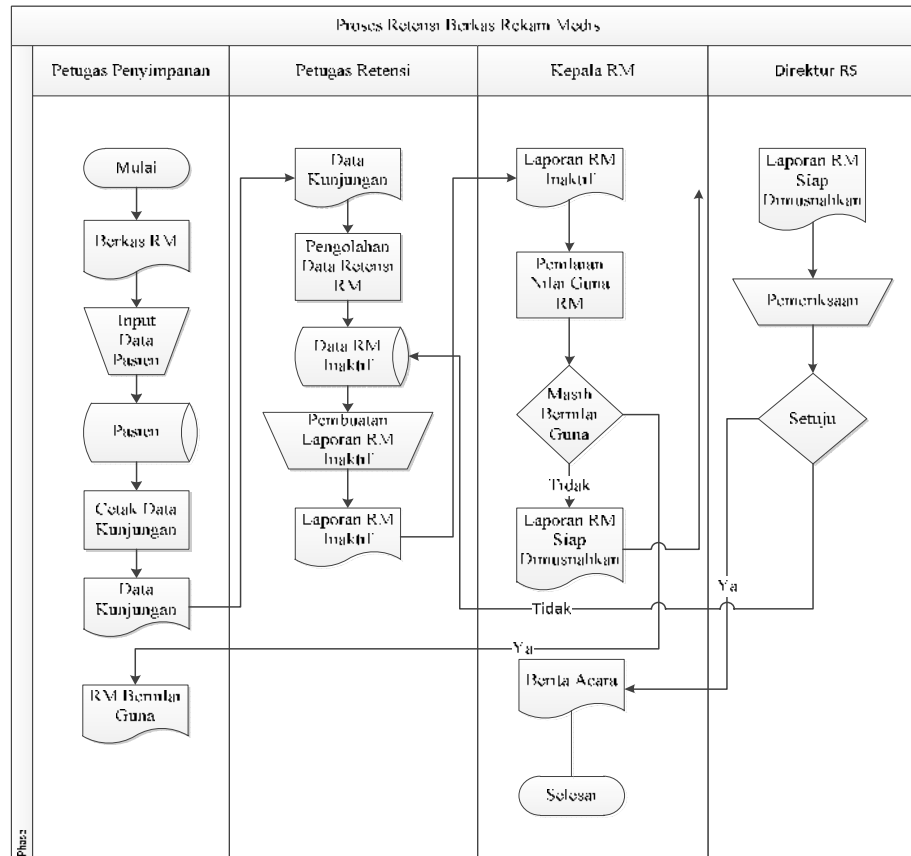 Proses Retensi Berkas Rekam Medis
Petugas Penyimpanan
Petugas Retensi
Kepala RM
Direktur RS
Mulai
Berkas RM
Input
Data
Pasien
Pasien
Cetak Data
Kunjungan
Data
Kunjungan
RM Bernilai
Guna
Data
Kunjungan
Pengolahan
Data Retensi
RM
Data RM
Inaktif
Pembuatan
Laporan RM
Inaktif
Laporan RM
Inaktif
Laporan RM
Inaktif
Penilaian
Nilai Guna
RM
Masih
Bernilai
Guna
Tidak
Laporan RM
Siap
Dimusnahkan
Tidak
Ya
Berita Acara
Selesai
Laporan RM
Siap
Dimusnahkan
Pemeriksaan
Setuju
Ya
Phase